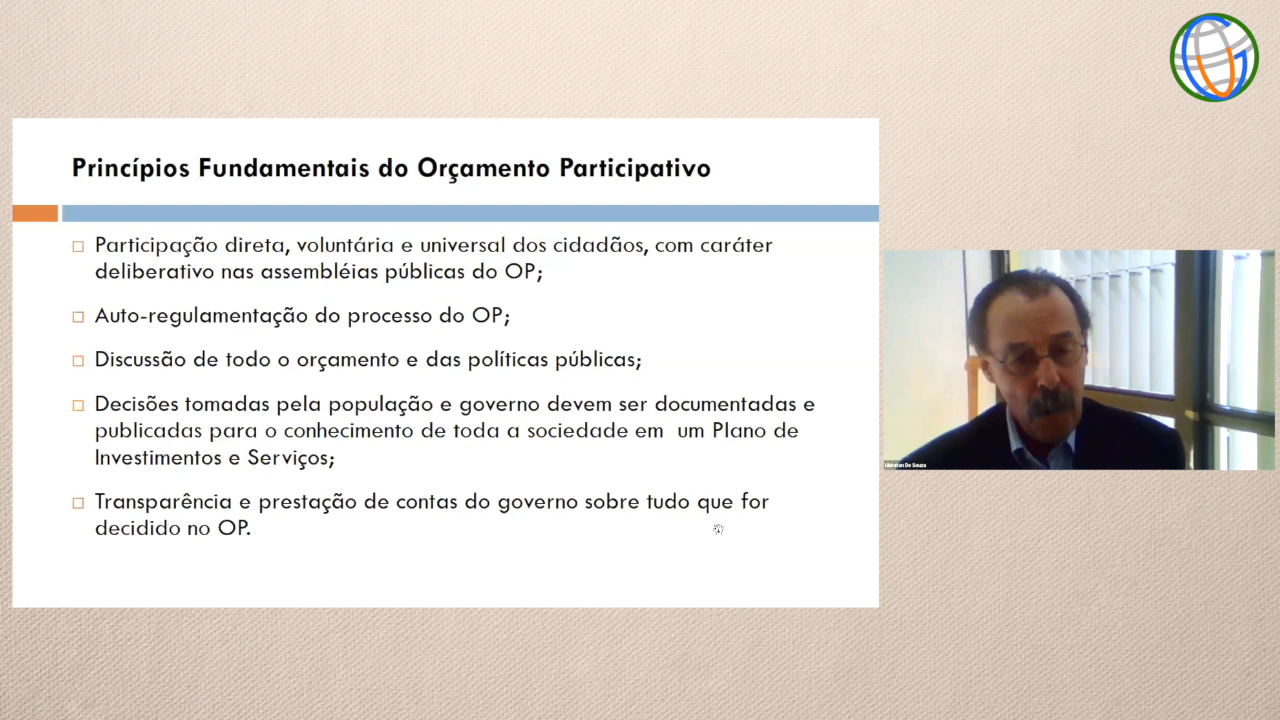 Princípios Fundamentais do Orçamento Participativo
Participação direta, voluntária e universal dos cidadãos, com caráter
deliberativo nas assembléias públicas do OP;
Auto-regulamentação do processo do OP;
Discussão de todo o orçamento e das políticas públicas;
Decisões tomadas pela população e governo devem ser documentadas e
publicadas para o conhecimento de toda a sociedade em um Plano de
Investimentos e Serviços;
Transparência e prestação de contas do governo sobre tudo que for
decidido no OP.
Ubiratan De Souza